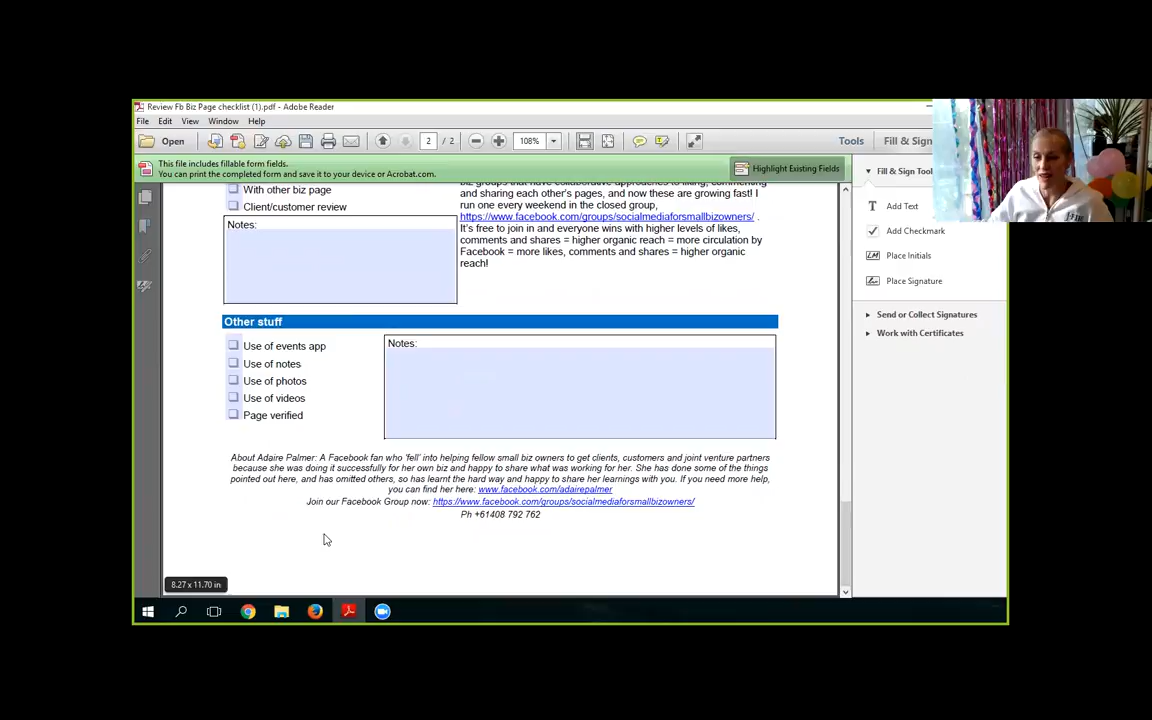 Review Fb Biz Page checklist (1).pdf - Adobe Reader
File Edit View Window Help
Open 2 / 2 108% Tools Fill & Sign
This file includes fillable form fields.
You can print the completed form and save it to your device or Acrobat.com.
Highlight Existing Fields
Fill & Sign Tool
Add Text
Add Checkmark
Place Initials
Place Signature
Send or Collect Signatures
Work with Certificates
With other biz page
Client/customer review
Notes:
biz groups that have collaborative approaches to liking, commenting
and sharing each other's pages, and now these are growing fast! I
run one every weekend in the closed group,
https://www.facebook.com/groups/socialmediaforsmallbizowners/ .
It's free to join in and everyone wins with higher levels of likes,
comments and shares = higher organic reach = more circulation by
Facebook = more likes, comments and shares = higher organic
reach!
Other stuff
Use of events app
Use of notes
Use of photos
Use of videos
Page verified
Notes:
About Adaire Palmer: A Facebook fan who 'fell' into helping fellow small biz owners to get clients, customers and joint venture partners
because she was doing it successfully for her own biz and happy to share what was working for her. She has done some of the things
pointed out here, and has omitted others, so has learnt the hard way and happy to share her learnings with you. If you need more help,
you can find her here: www.facebook.com/adairepalmer
Join our Facebook Group now: https://www.facebook.com/groups/socialmediaforsmallbizowners/
Ph +61408 792 762
8.27 x 11.70 in